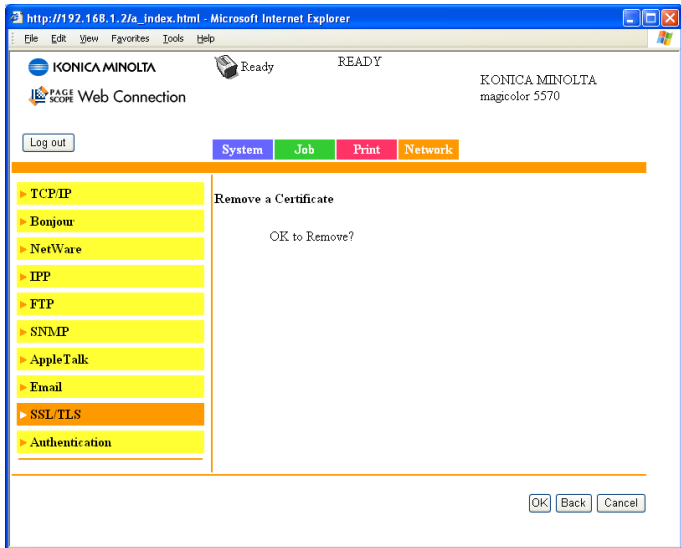 http://192.168.1.2/a_index.html - Microsoft Internet Explorer
File Edit View Favorites Tools Help
KONICA MINOLTA
Ready
READY
KONICA MINOLTA
magicolor 5570
PAGE SCOPE Web Connection
Log out
System Job Print Network
TCP/IP
Bonjour
NetWare
IPP
FTP
SNMP
AppleTalk
Email
SSL/TLS
Authentication
Remove a Certificate
OK to Remove?
OK Back Cancel